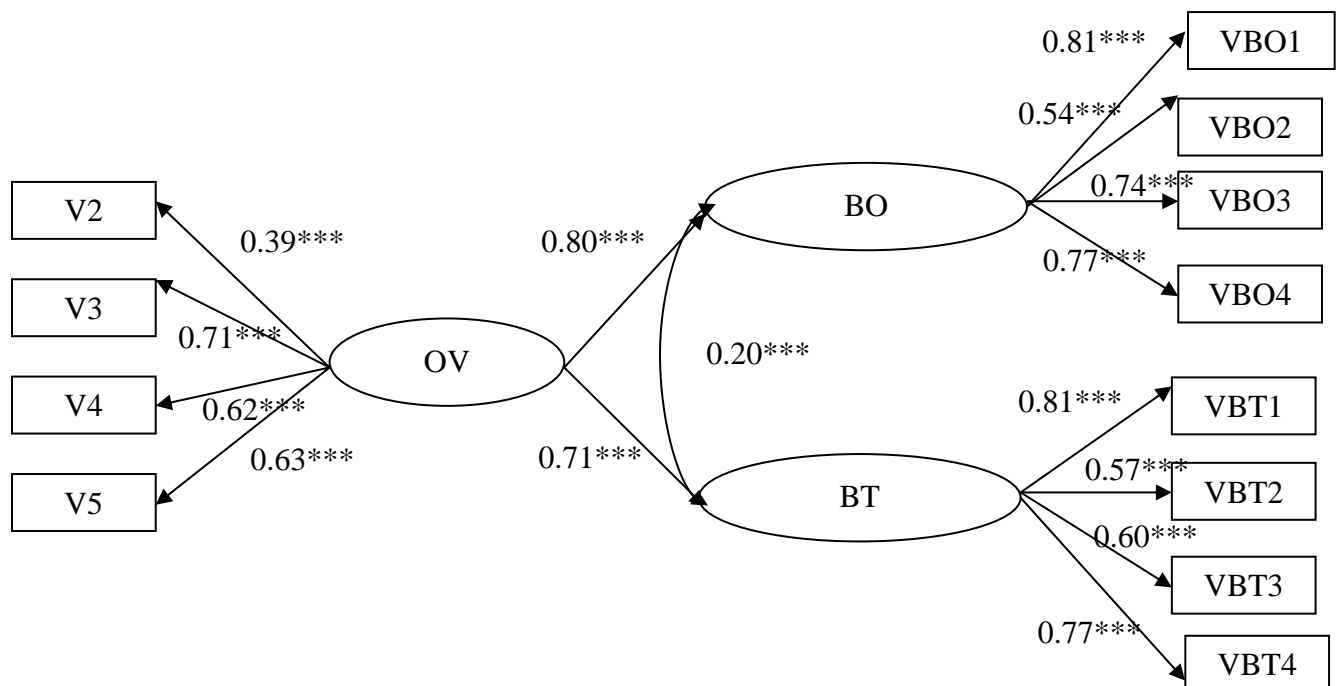 VBO1
0.81***
VBO2
0.54***
VBO3
0.74***
BO
V2
0.39***
0.80***
VBO4
0.77***
V3
0.71***
OV
0.20***
V4
0.62***
VBT1
0.81***
V5
0.63***
0.71***
BT
VBT2
0.57***
VBT3
0.60***
VBT4
0.77***